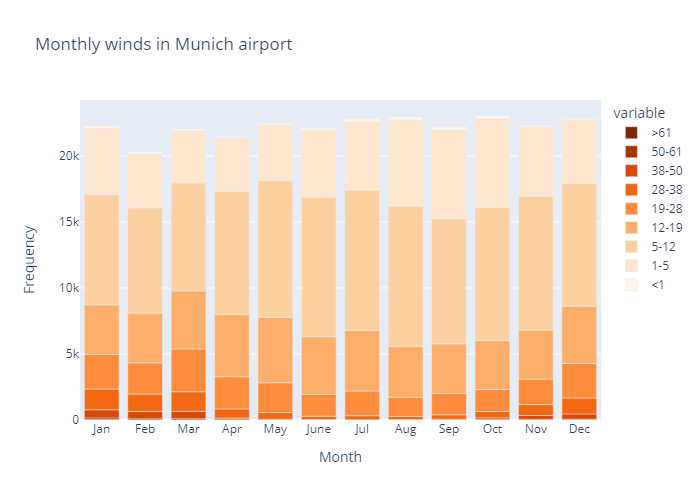 Monthly winds in Munich airport
variable
>61
50-61
38-50
28-38
19-28
12-19
5-12
1-5
<1
20k
15k
10k
5k
0
Frequency
Jan Feb Mar Apr May June Jul Aug Sep Oct Nov Dec
Month